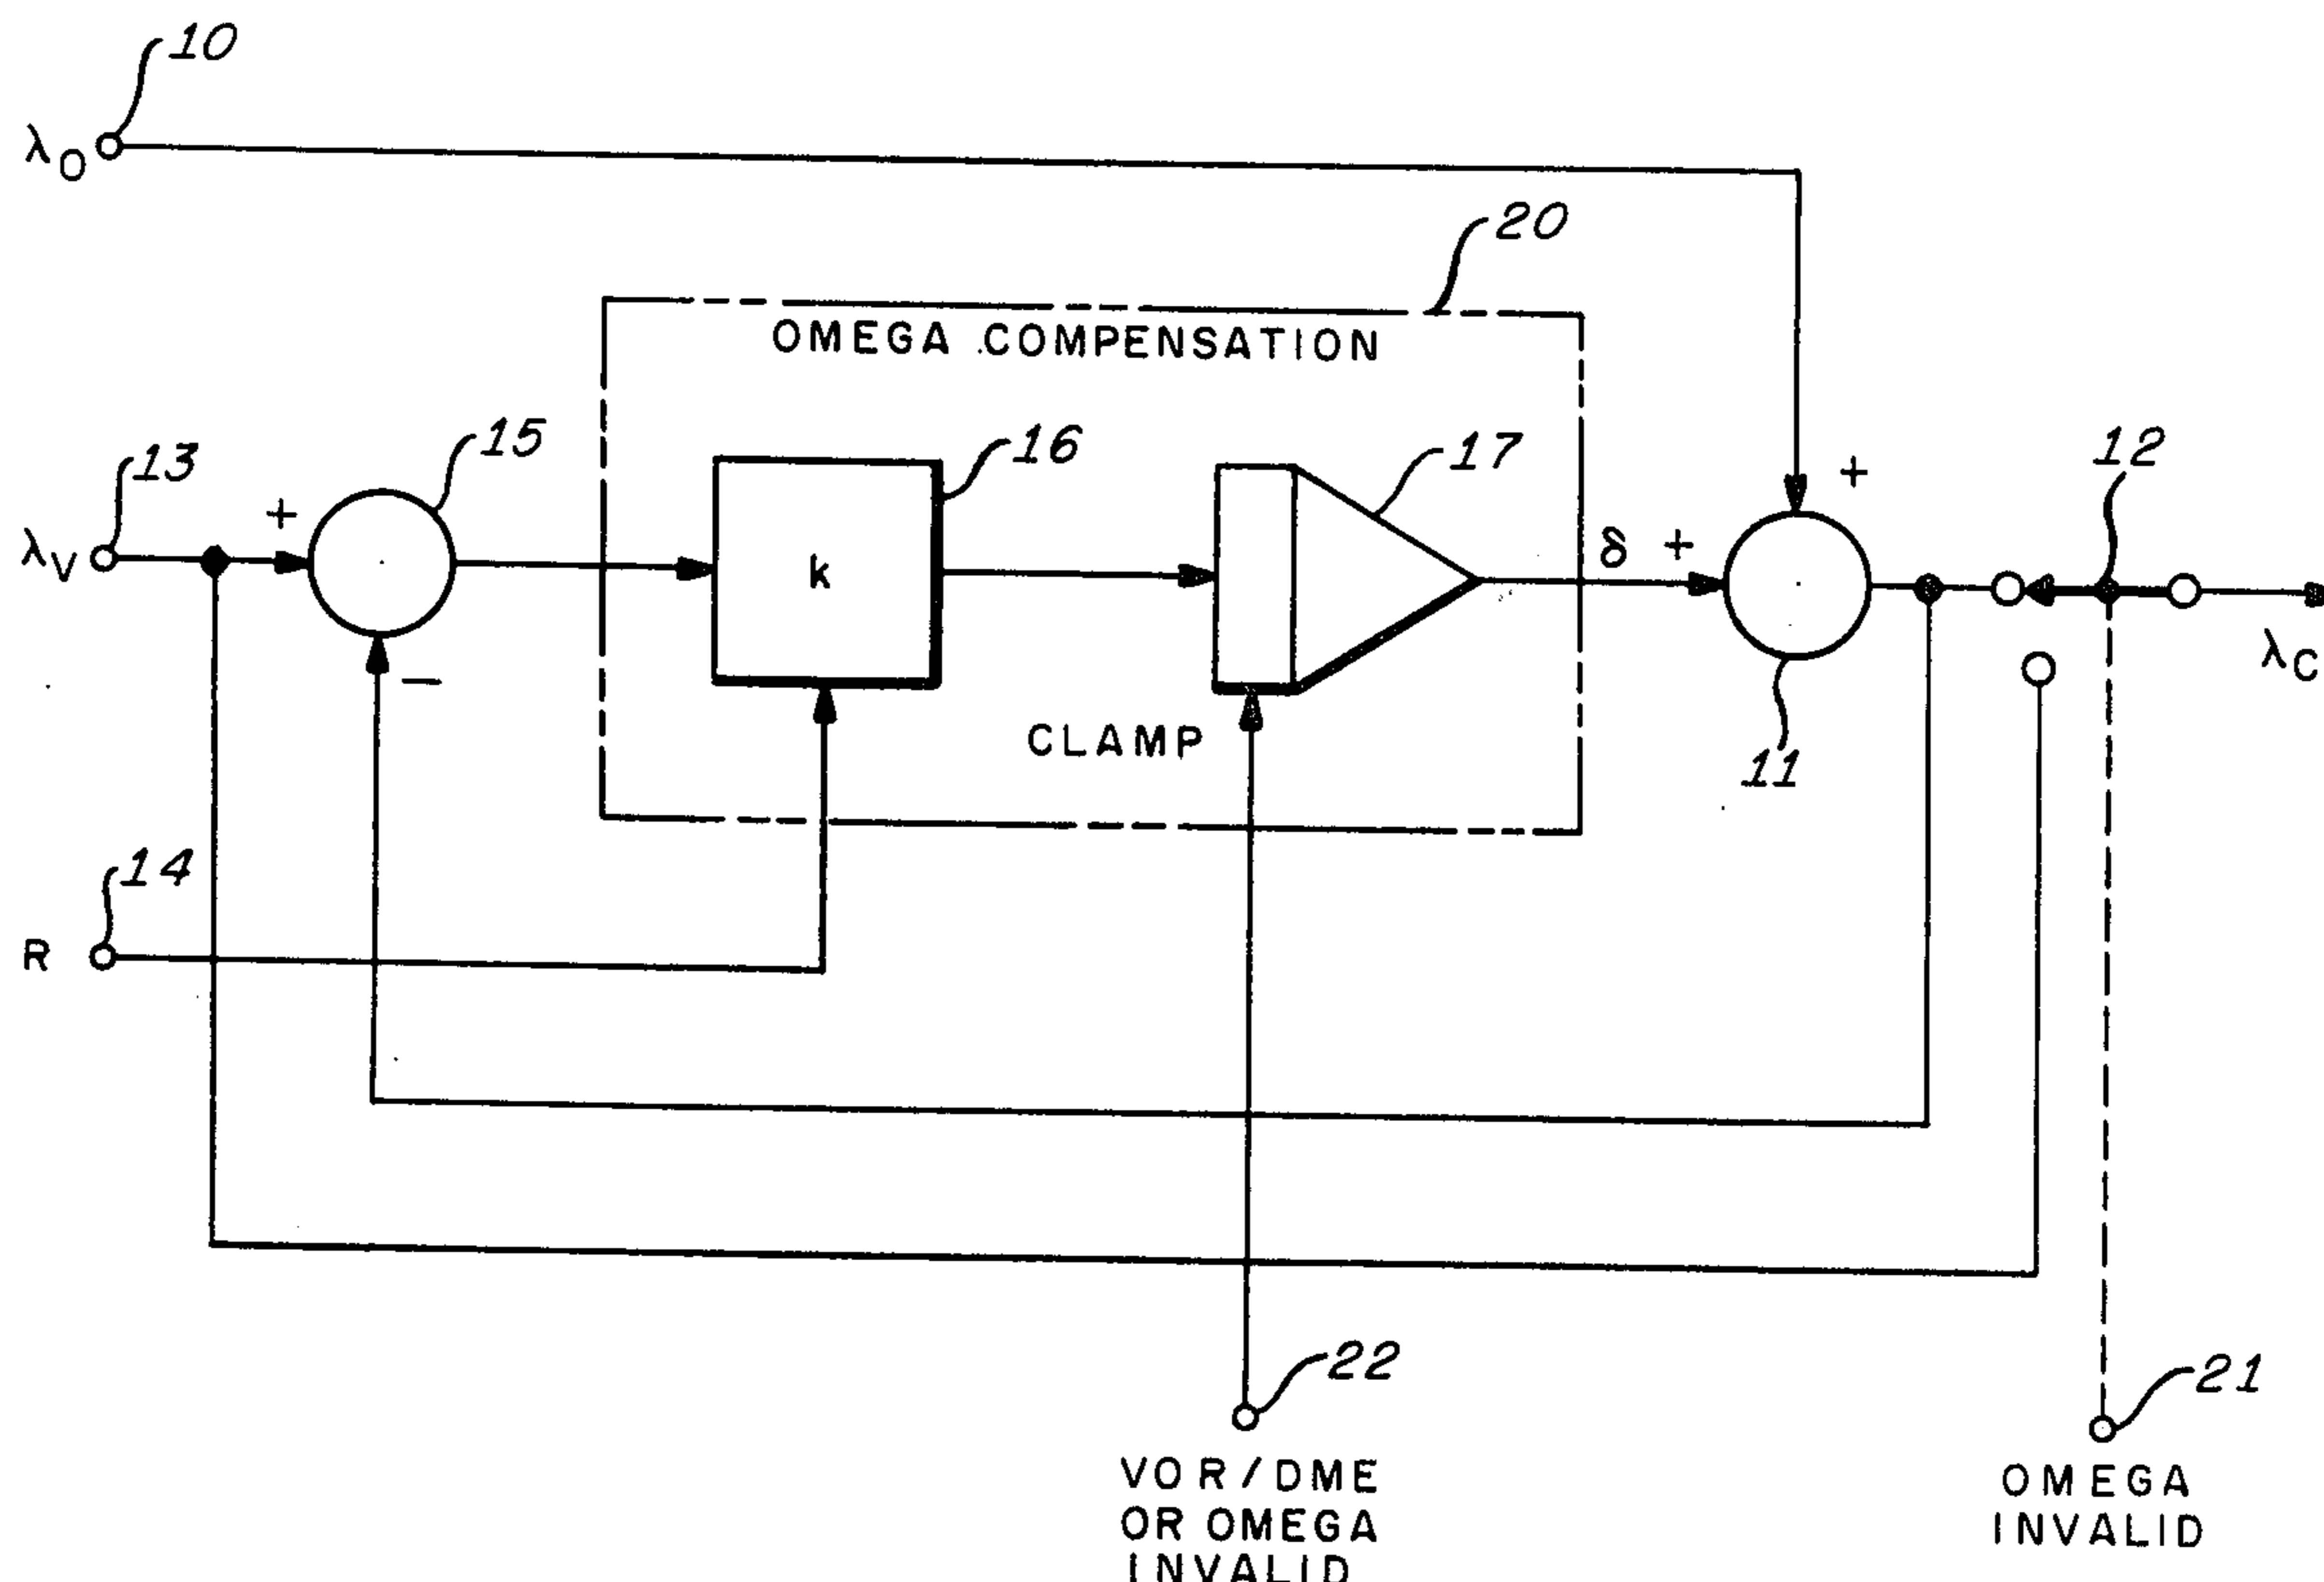 10
λO
20
OMEGA COMPENSATION
13
15
16
17
12
λV
+
k
δ
+
+
λC
−
CLAMP
11
14
R
22
21
VOR/DME
OR OMEGA
INVALID
OMEGA
INVALID